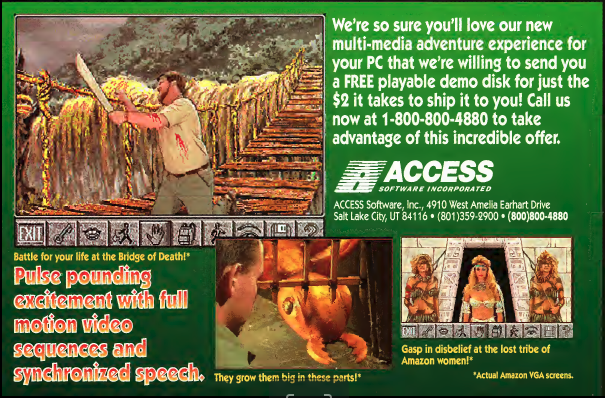 We're so sure you'll love our new
multi-media adventure experience for
your PC that we're willing to send you
a FREE playable demo disk for just the
$2 it takes to ship it to you! Call us
now at 1-800-800-4880 to take
advantage of this incredible offer.
ACCESS
SOFTWARE INCORPORATED
ACCESS Software, Inc., 4910 West Amelia Earhart Drive
Salt Lake City, UT 84116 • (801)359-2900 • (800)800-4880
EXIT
Battle for your life at the Bridge of Death!*
Pulse pounding
excitement with full
motion video
sequences and
synchronized speech.
They grow them big in these parts!*
EXIT
Gasp in disbelief at the lost tribe of
Amazon women!*
*Actual Amazon VGA screens.